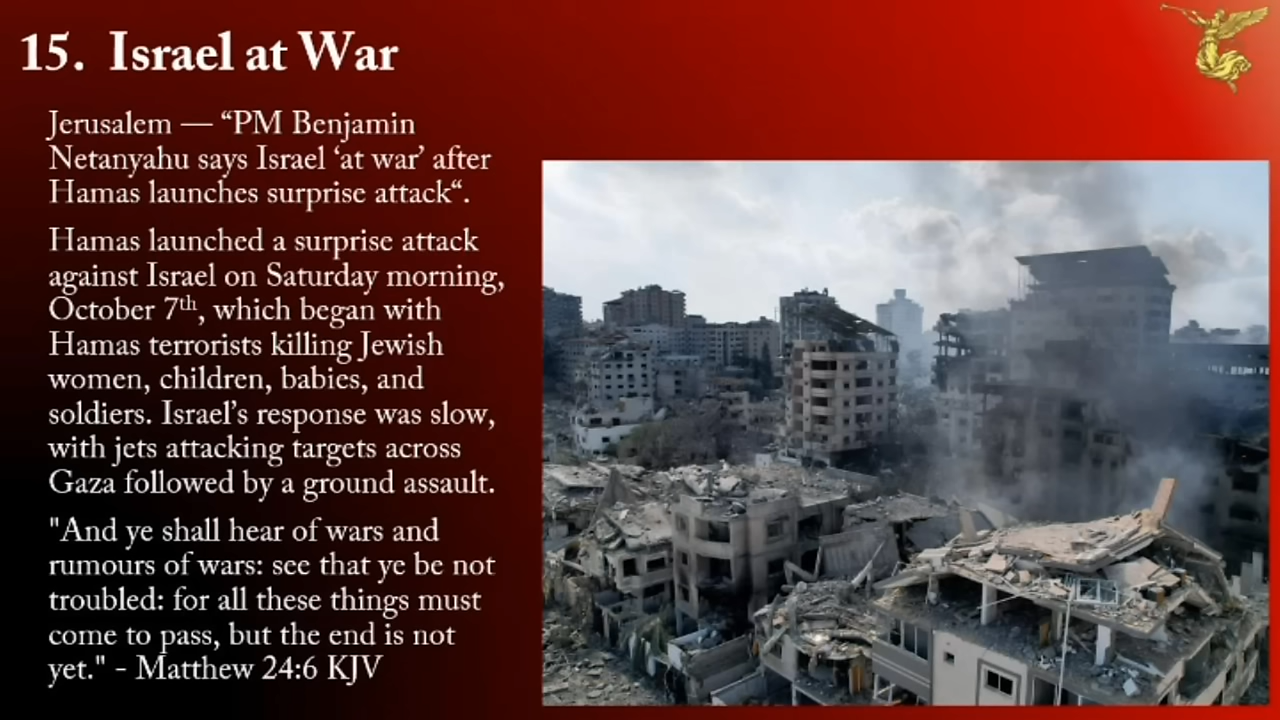 15. Israel at War
Jerusalem — “PM Benjamin
Netanyahu says Israel ‘at war’ after
Hamas launches surprise attack“.
Hamas launched a surprise attack
against Israel on Saturday morning,
October 7th, which began with
Hamas terrorists killing Jewish
women, children, babies, and
soldiers. Israel’s response was slow,
with jets attacking targets across
Gaza followed by a ground assault.
"And ye shall hear of wars and
rumours of wars: see that ye be not
troubled: for all these things must
come to pass, but the end is not
yet." - Matthew 24:6 KJV